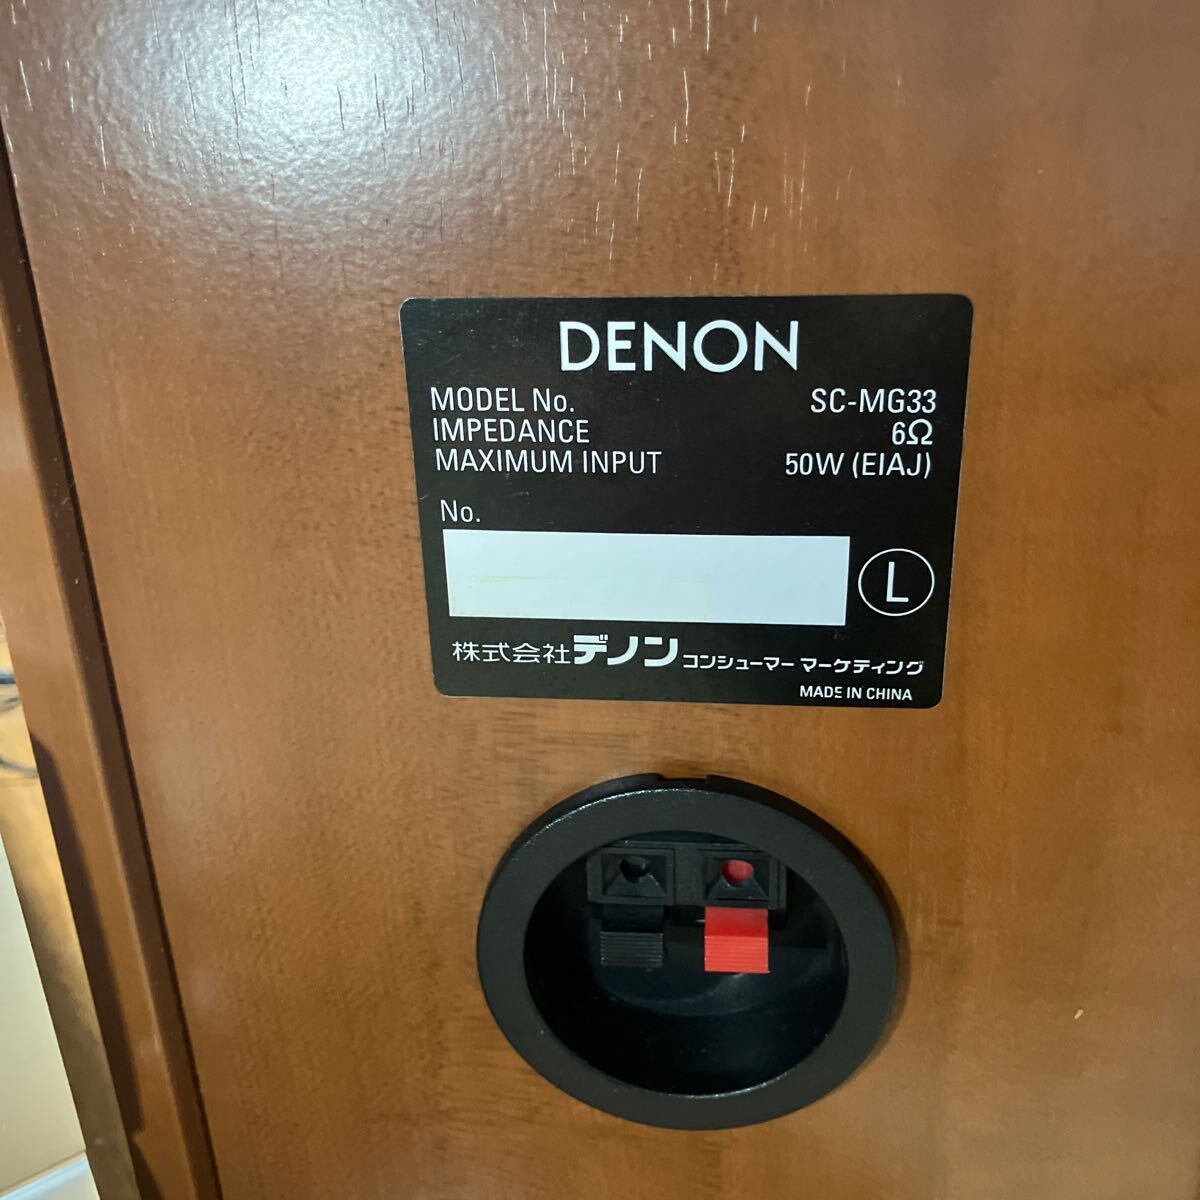 DENON
MODEL No. SC-MG33
IMPEDANCE 6Ω
MAXIMUM INPUT 50W (EIAJ)
No.
L
株式会社デノン コンシューマー マーケティング
MADE IN CHINA